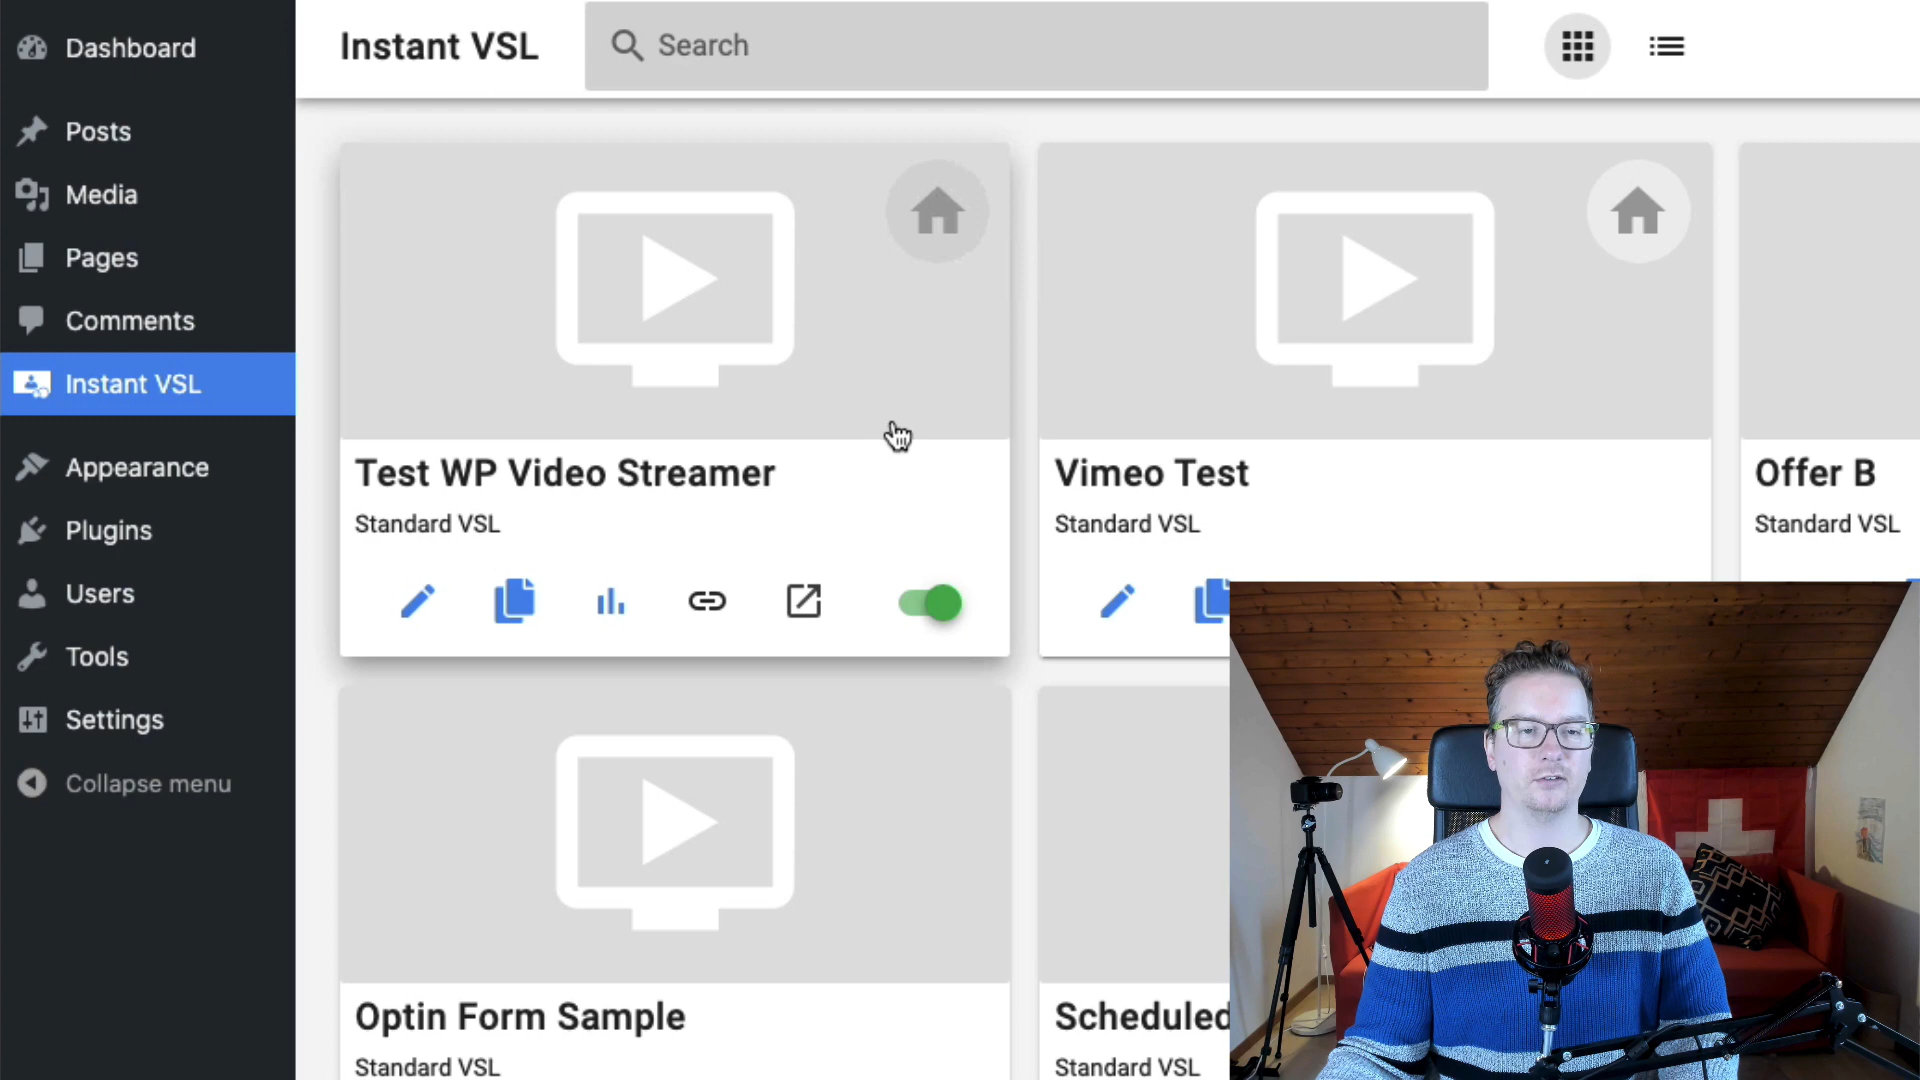 Dashboard
Posts
Media
Pages
Comments
Instant VSL
Appearance
Plugins
Users
Tools
Settings
Collapse menu
Instant VSL
Search
Test WP Video Streamer
Standard VSL
Vimeo Test
Standard VSL
Offer B
Standard VSL
Optin Form Sample
Standard VSL
Scheduled
Standard VSL